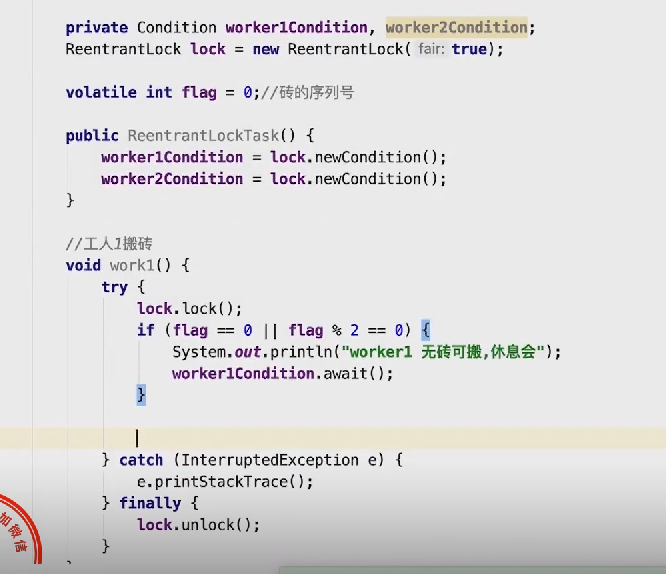 private Condition worker1Condition, worker2Condition;
ReentrantLock lock = new ReentrantLock( fair: true);
volatile int flag = 0;//砖的序列号
public ReentrantLockTask() {
worker1Condition = lock.newCondition();
worker2Condition = lock.newCondition();
}
//工人1搬砖
void work1() {
try {
lock.lock();
if (flag == 0 || flag % 2 == 0) {
System.out.println("worker1 无砖可搬,休息会");
worker1Condition.await();
}
} catch (InterruptedException e) {
e.printStackTrace();
} finally {
lock.unlock();
}
加微信